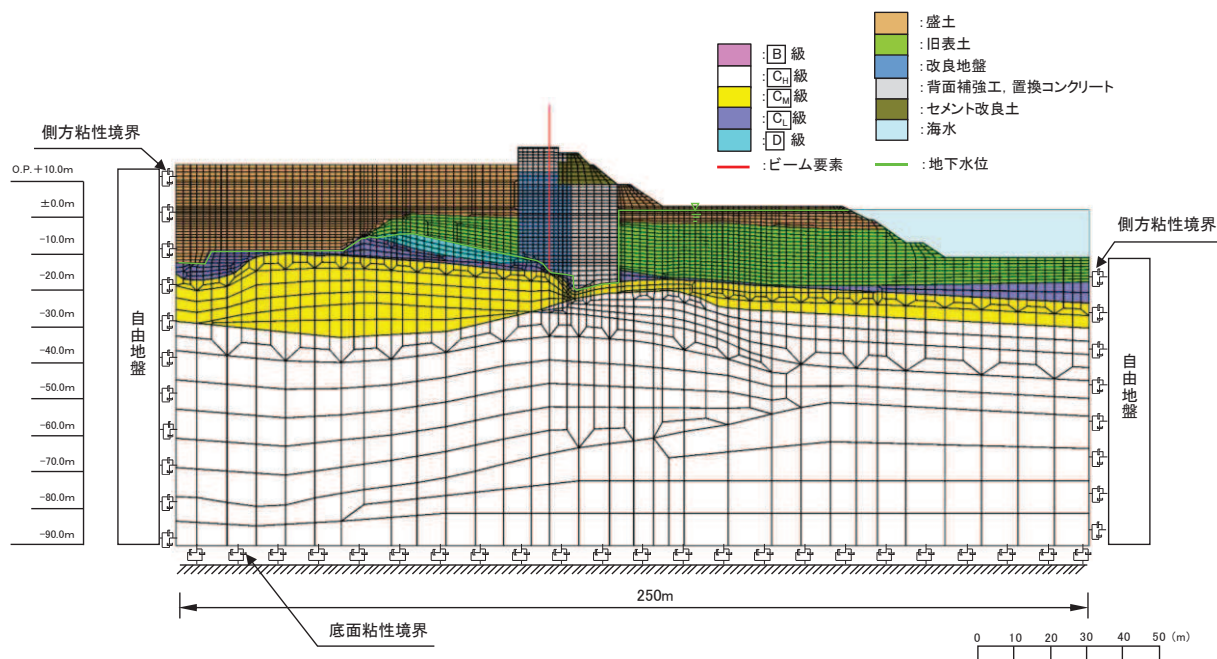 :盛土
:旧表土
:改良地盤
:背面補強工, 置換コンクリート
:セメント改良土
:海水
:地下水位
:B 級
:CH級
:CM級
:CL級
:D 級
:ビーム要素
側方粘性境界
O.P.+10.0m
±0.0m
-10.0m
-20.0m
-30.0m
-40.0m
-50.0m
-60.0m
-70.0m
-80.0m
-90.0m
自由地盤
側方粘性境界
自由地盤
250m
底面粘性境界
0 10 20 30 40 50 (m)